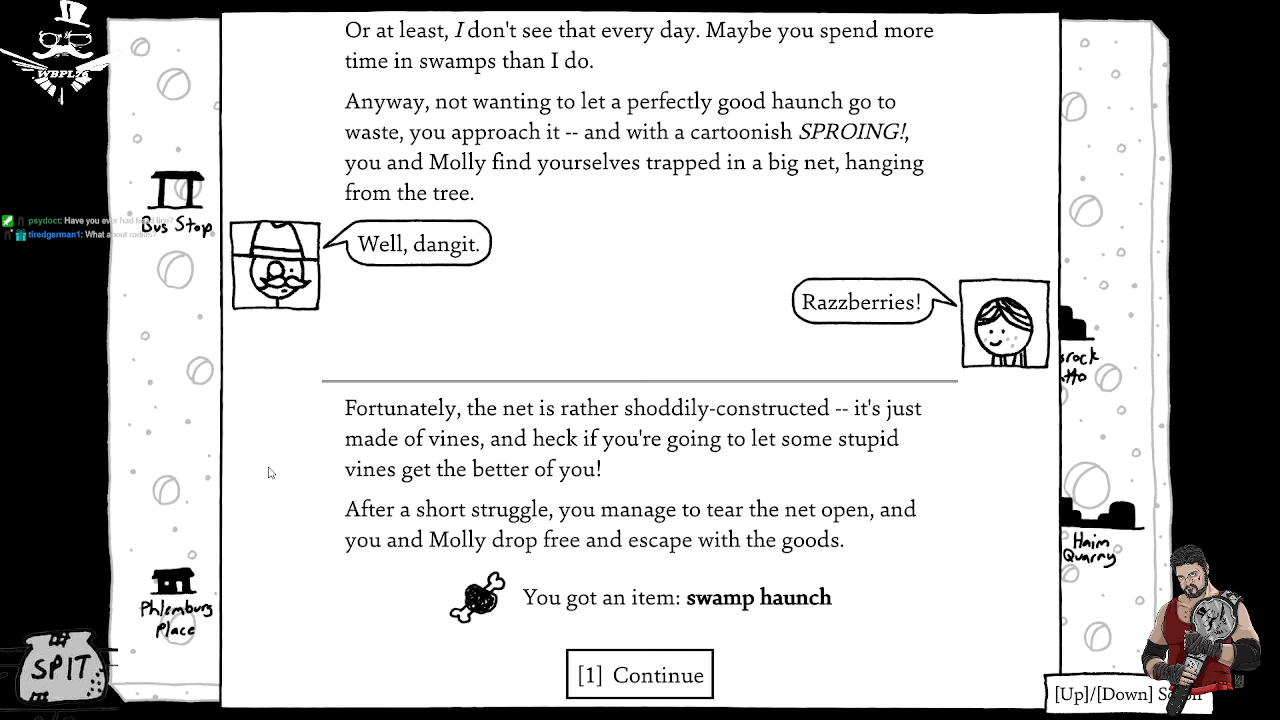 Or at least, I don't see that every day. Maybe you spend more
time in swamps than I do.
Anyway, not wanting to let a perfectly good haunch go to
waste, you approach it -- and with a cartoonish SPROING!,
you and Molly find yourselves trapped in a big net, hanging
from the tree.
Well, dangit.
Razzberries!
Fortunately, the net is rather shoddily-constructed -- it's just
made of vines, and heck if you're going to let some stupid
vines get the better of you!
After a short struggle, you manage to tear the net open, and
you and Molly drop free and escape with the goods.
You got an item: swamp haunch
[1] Continue
WBPL76
Bus Stop
psydoct: Have you ever had
tiredgerman1: What about
Phlemburg
Place
SPIT
Haim
Quarry
[Up]/[Down]